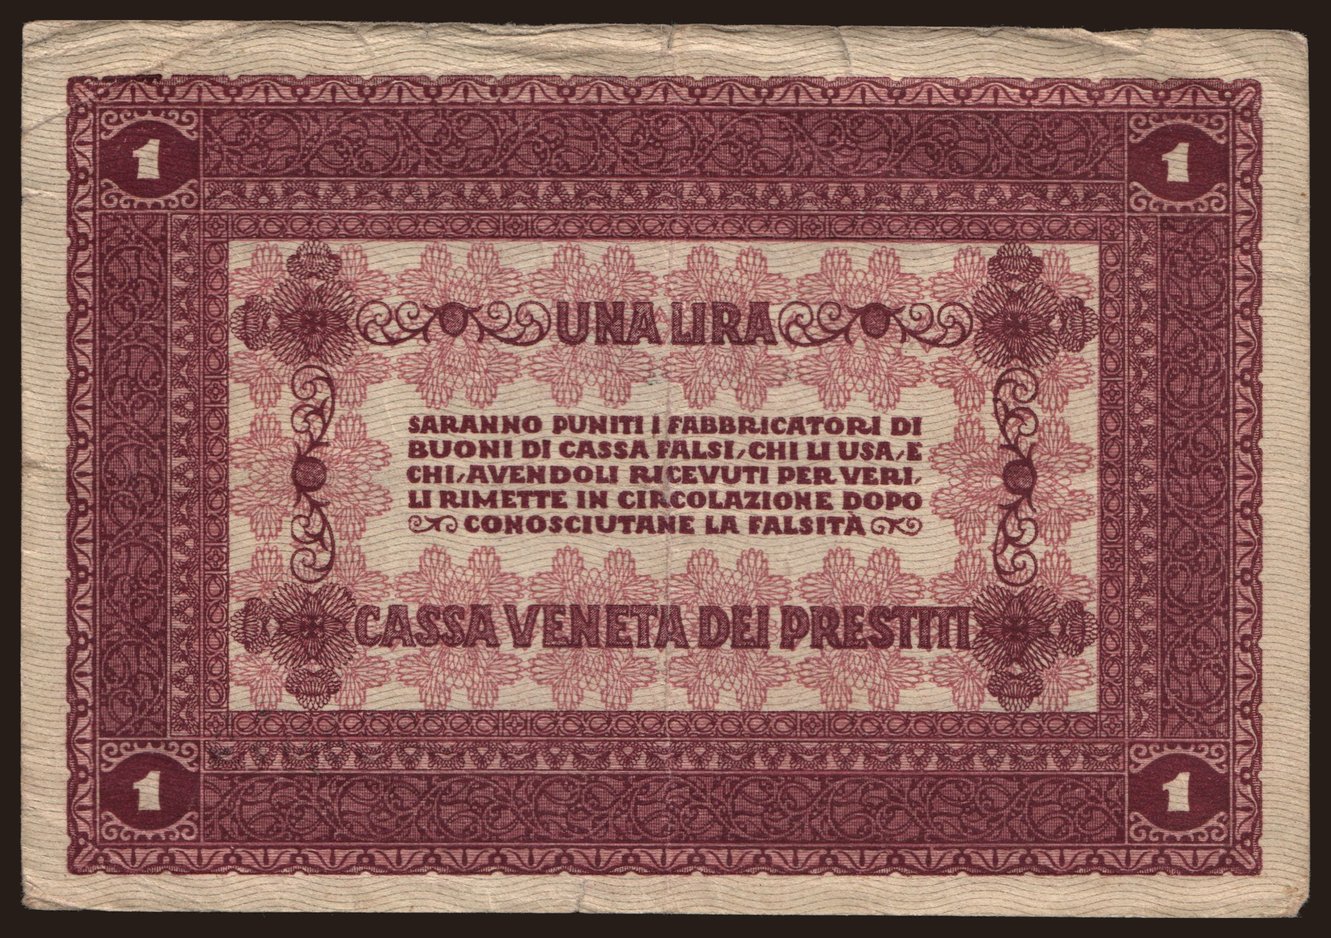 1 1
UNA LIRA
SARANNO PUNITI I FABBRICATORI DI
BUONI DI CASSA FALSI, CHI LI USA, E
CHI, AVENDOLI RICEVUTI PER VERI,
LI RIMETTE IN CIRCOLAZIONE DOPO
CONOSCIUTANE LA FALSITÀ
CASSA VENETA DEI PRESTITI
1 1